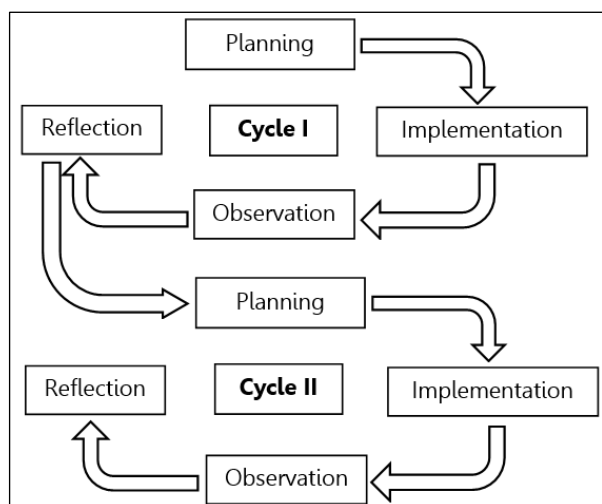 Planning
Reflection
Cycle I
Implementation
Observation
Planning
Reflection
Cycle II
Implementation
Observation